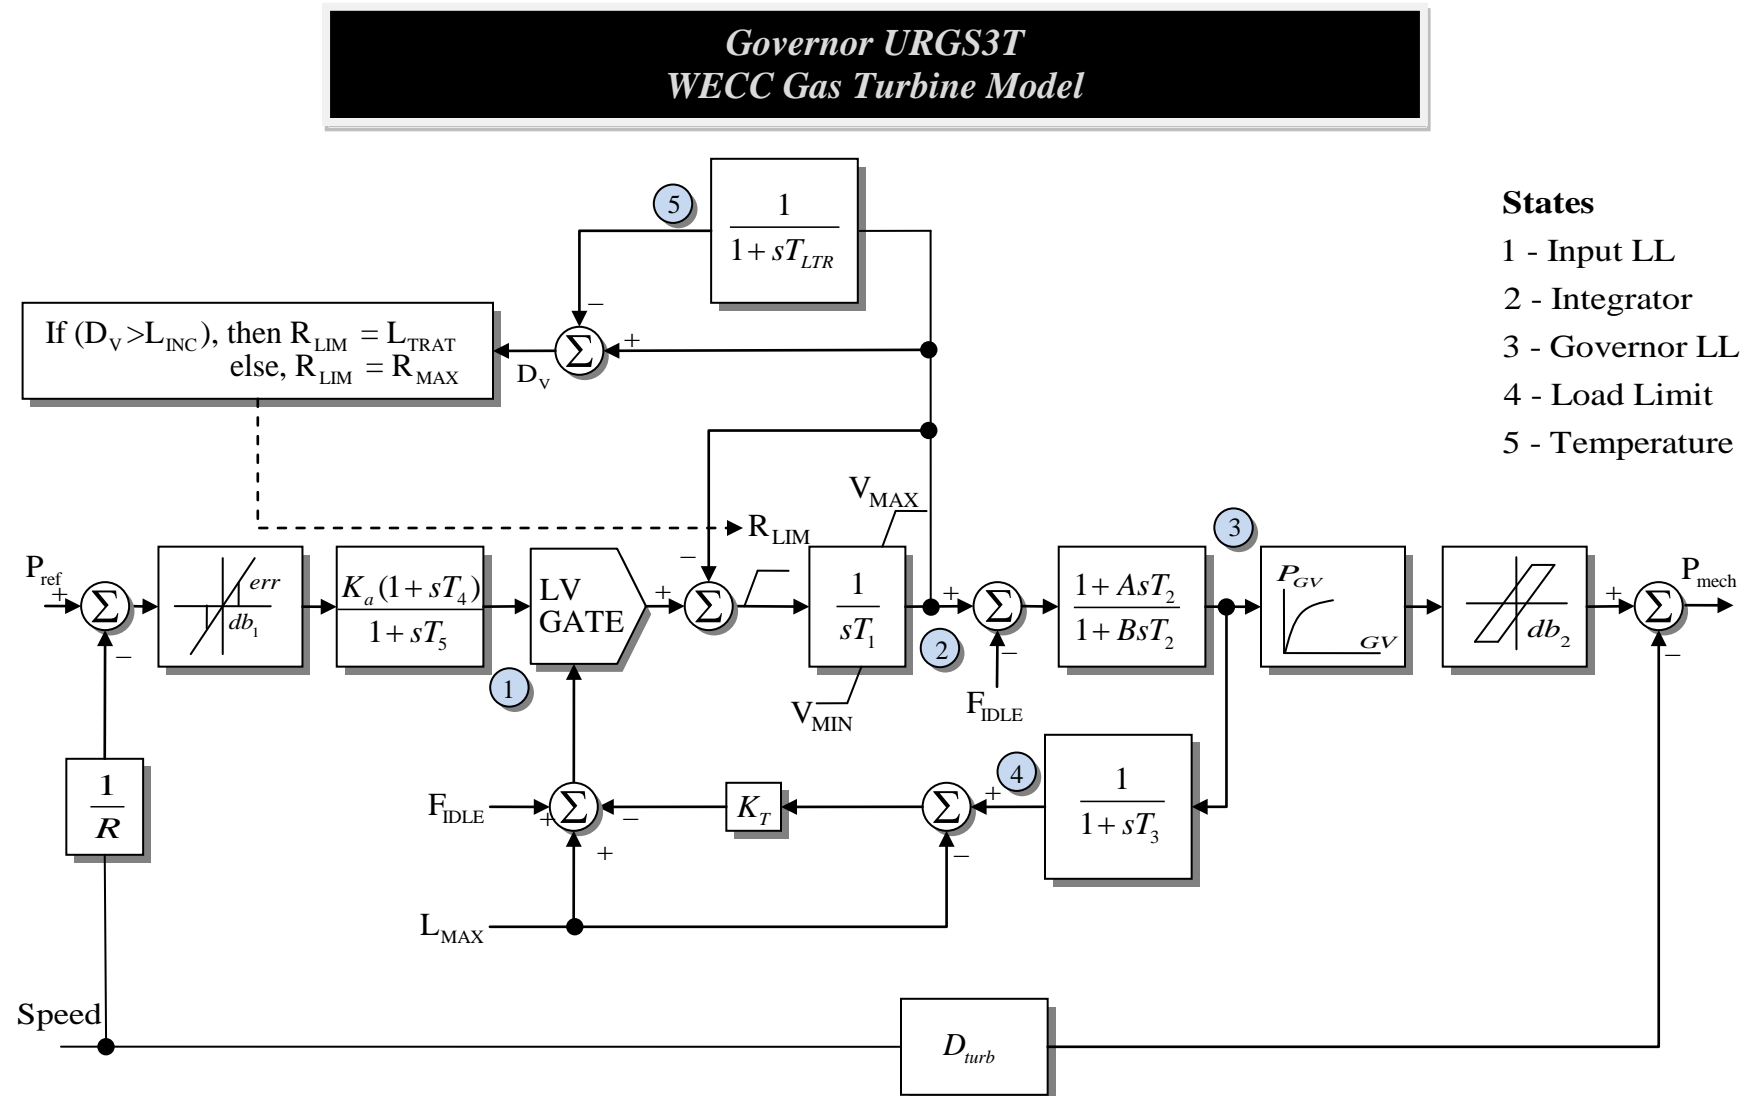 Governor URGS3T
WECC Gas Turbine Model
States
1 - Input LL
2 - Integrator
3 - Governor LL
4 - Load Limit
5 - Temperature
5
1
1 + sT_LTR
−
+
Σ
D_V
If (D_V >L_INC), then R_LIM = L_TRAT
else, R_LIM = R_MAX
V_MAX
R_LIM
3
P_ref
+
Σ
−
err
db_1
K_a (1 + sT_4)
1 + sT_5
LV
GATE
+
−
Σ
1
sT_1
+
Σ
−
1 + AsT_2
1 + BsT_2
P_GV
GV
db_2
+
Σ
−
P_mech
1
2
V_MIN
F_IDLE
1
R
F_IDLE
+
Σ
−
+
K_T
Σ
+
−
4
1
1 + sT_3
L_MAX
Speed
D_turb